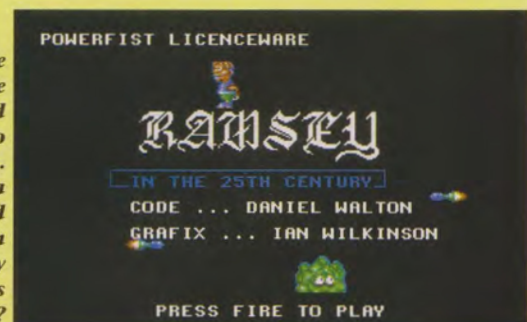 POWERFIST LICENCEWARE
RAMSEY
IN THE 25TH CENTURY
CODE ... DANIEL WALTON
GRAFIX ... IAN WILKINSON
PRESS FIRE TO PLAY